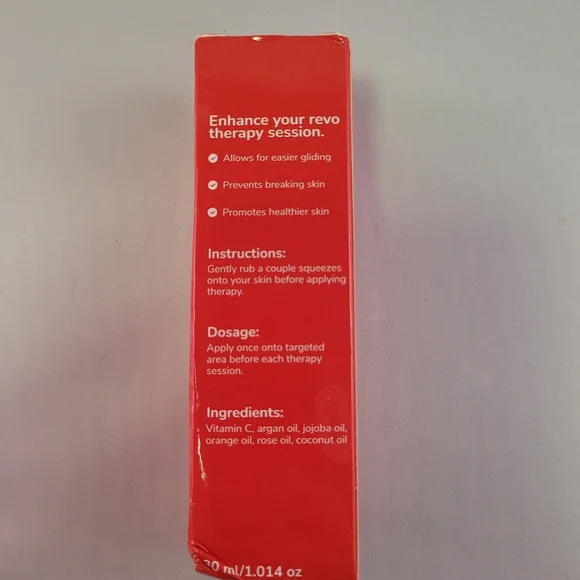 Enhance your revo
therapy session.
Allows for easier gliding
Prevents breaking skin
Promotes healthier skin
Instructions:
Gently rub a couple squeezes
onto your skin before applying
therapy.
Dosage:
Apply once onto targeted
area before each therapy
session.
Ingredients:
Vitamin C, argan oil, jojoba oil,
orange oil, rose oil, coconut oil
30 ml/1.014 oz